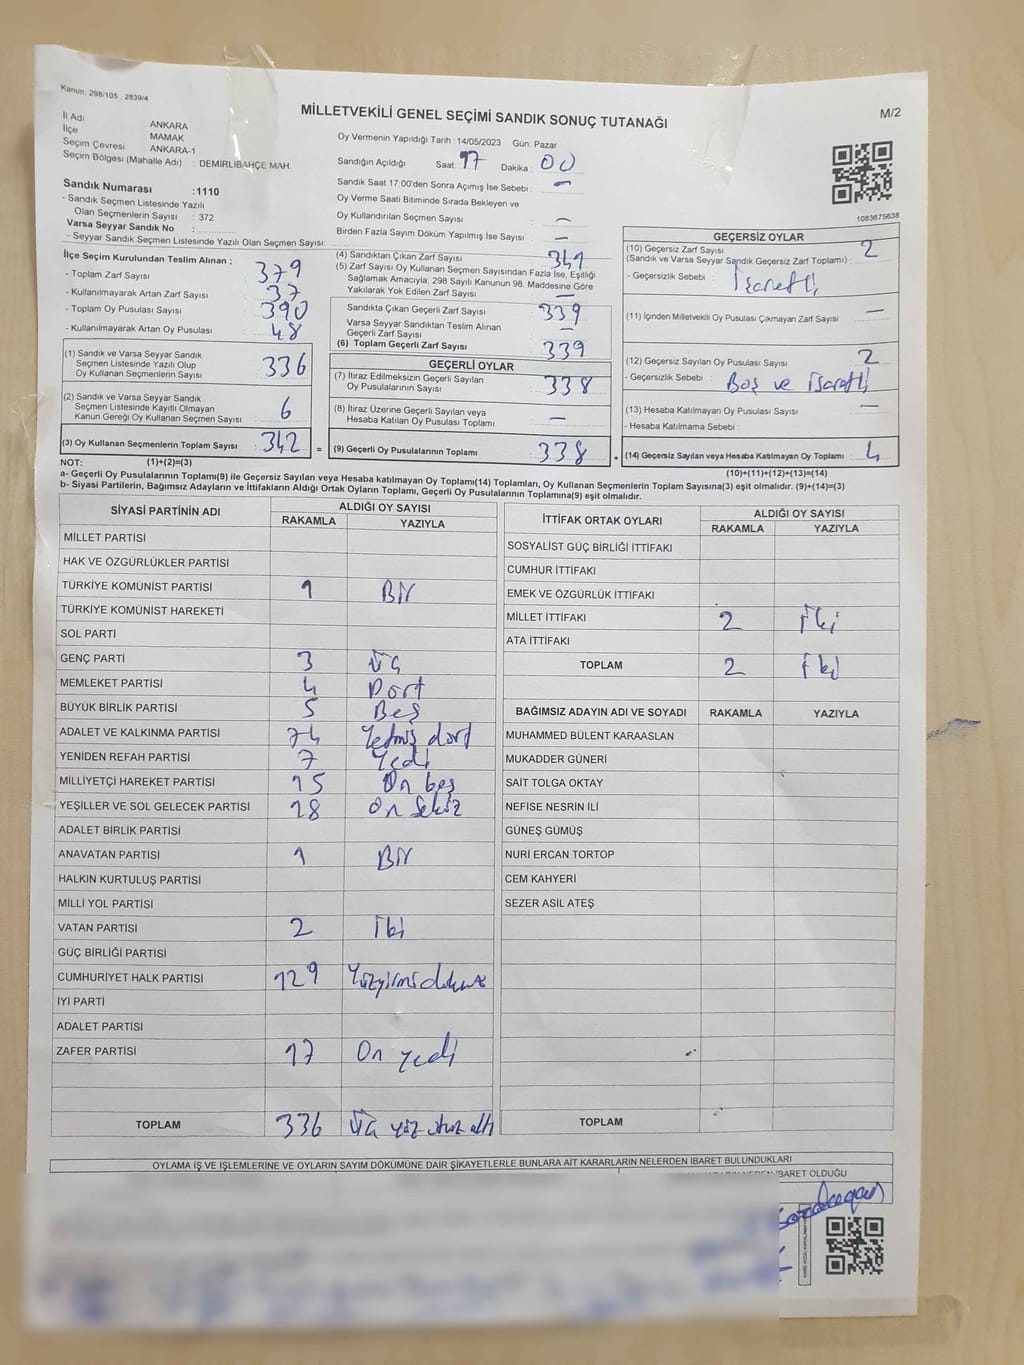 Kanun, 298/105 , 2839/4
MİLLETVEKİLİ GENEL SEÇİMİ SANDIK SONUÇ TUTANAĞI
M/2
İl Adı ANKARA
İlçe MAMAK
Seçim Çevresi ANKARA-1
Seçim Bölgesi (Mahalle Adı) : DEMİRLİBAHÇE MAH.
Sandık Numarası :1110
- Sandık Seçmen Listesinde Yazılı
Olan Seçmenlerin Sayısı : 372
Varsa Seyyar Sandık No :
- Seyyar Sandık Seçmen Listesinde Yazılı Olan Seçmen Sayısı:
Oy Vermenin Yapıldığı Tarih :14/05/2023 Gün: Pazar
Sandığın Açıldığı Saat: 17 Dakika : 00
Sandık Saat 17:00'den Sonra Açımış İse Sebebi : –
Oy Verme Saati Bitiminde Sırada Bekleyen ve
Oy Kullandırılan Seçmen Sayısı –
Birden Fazla Sayım Döküm Yapılmış İse Sayısı –
1083675638
İlçe Seçim Kurulundan Teslim Alınan ;
- Toplam Zarf Sayısı 379
- Kullanılmayarak Artan Zarf Sayısı 37
- Toplam Oy Pusulası Sayısı 390
- Kullanılmayarak Artan Oy Pusulası 48
(1) Sandık ve Varsa Seyyar Sandık
Seçmen Listesinde Yazılı Olup
Oy Kullanan Seçmenlerin Sayısı 336
(2) Sandık ve Varsa Seyyar Sandık
Seçmen Listesinde Kayıtlı Olmayan
Kanun Gereği Oy Kullanan Seçmen Sayısı 6
(3) Oy Kullanan Seçmenlerin Toplam Sayısı 342 =
(4) Sandıktan Çıkan Zarf Sayısı 341
(5) Zarf Sayısı Oy Kullanan Seçmen Sayısından Fazla İse, Eşitliği
Sağlamak Amacıyla; 298 Sayılı Kanunun 98. Maddesine Göre
Yakılarak Yok Edilen Zarf Sayısı –
Sandıkta Çıkan Geçerli Zarf Sayısı 339
Varsa Seyyar Sandıktan Teslim Alınan
Geçerli Zarf Sayısı –
(6) Toplam Geçerli Zarf Sayısı 339
GEÇERLİ OYLAR
(7) İtiraz Edilmeksizin Geçerli Sayılan
Oy Pusulalarının Sayısı 338
(8) İtiraz Üzerine Geçerli Sayılan veya
Hesaba Katılan Oy Pusulası Toplamı –
(9) Geçerli Oy Pusulalarının Toplamı 338 +
GEÇERSİZ OYLAR
(10) Geçersiz Zarf Sayısı
(Sandık ve Varsa Seyyar Sandık Geçersiz Zarf Toplamı) : 2
- Geçersizlik Sebebi : İşaretli
(11) İçinden Milletvekili Oy Pusulası Çıkmayan Zarf Sayısı –
(12) Geçersiz Sayılan Oy Pusulası Sayısı 2
- Geçersizlik Sebebi : Boş ve İşaretli
(13) Hesaba Katılmayan Oy Pusulası Sayısı –
- Hesaba Katılmama Sebebi :
(14) Geçersiz Sayılan veya Hesaba Katılmayan Oy Toplamı 4
NOT: (1)+(2)=(3) (10)+(11)+(12)+(13)=(14)
a- Geçerli Oy Pusulalarının Toplamı(9) ile Geçersiz Sayılan veya Hesaba katılmayan Oy Toplamı(14) Toplamları, Oy Kullanan Seçmenlerin Toplam Sayısına(3) eşit olmalıdır. (9)+(14)=(3)
b- Siyasi Partilerin, Bağımsız Adayların ve İttifakların Aldığı Ortak Oyların Toplamı, Geçerli Oy Pusulalarının Toplamına(9) eşit olmalıdır.
SİYASİ PARTİNİN ADI ALDIĞI OY SAYISI
RAKAMLA YAZIYLA
MİLLET PARTİSİ
HAK VE ÖZGÜRLÜKLER PARTİSİ
TÜRKİYE KOMÜNİST PARTİSİ 1 Bir
TÜRKİYE KOMÜNİST HAREKETİ
SOL PARTİ
GENÇ PARTİ 3 Üç
MEMLEKET PARTİSİ 4 Dört
BÜYÜK BİRLİK PARTİSİ 5 Beş
ADALET VE KALKINMA PARTİSİ 74 Yetmiş dört
YENİDEN REFAH PARTİSİ 7 Yedi
MİLLİYETÇİ HAREKET PARTİSİ 15 On beş
YEŞİLLER VE SOL GELECEK PARTİSİ 18 On Sekiz
ADALET BİRLİK PARTİSİ
ANAVATAN PARTİSİ 1 Bir
HALKIN KURTULUŞ PARTİSİ
MİLLİ YOL PARTİSİ
VATAN PARTİSİ 2 İki
GÜÇ BİRLİĞİ PARTİSİ
CUMHURİYET HALK PARTİSİ 129 Yüzyirmi dokuz
İYİ PARTİ
ADALET PARTİSİ
ZAFER PARTİSİ 17 On yedi
TOPLAM 336 Üç yüz otuz altı
İTTİFAK ORTAK OYLARI ALDIĞI OY SAYISI
RAKAMLA YAZIYLA
SOSYALİST GÜÇ BİRLİĞİ İTTİFAKI
CUMHUR İTTİFAKI
EMEK VE ÖZGÜRLÜK İTTİFAKI
MİLLET İTTİFAKI 2 İki
ATA İTTİFAKI
TOPLAM 2 İki
BAĞIMSIZ ADAYIN ADI VE SOYADI RAKAMLA YAZIYLA
MUHAMMED BÜLENT KARAASLAN
MUKADDER GÜNERİ
SAİT TOLGA OKTAY
NEFİSE NESRİN İLİ
GÜNEŞ GÜMÜŞ
NURİ ERCAN TORTOP
CEM KAHYERİ
SEZER ASİL ATEŞ
TOPLAM
OYLAMA İŞ VE İŞLEMLERİNE VE OYLARIN SAYIM DÖKÜMÜNE DAİR ŞİKAYETLERLE BUNLARA AİT KARARLARIN NELERDEN İBARET BULUNDUKLARI
İBARET OLDUĞU